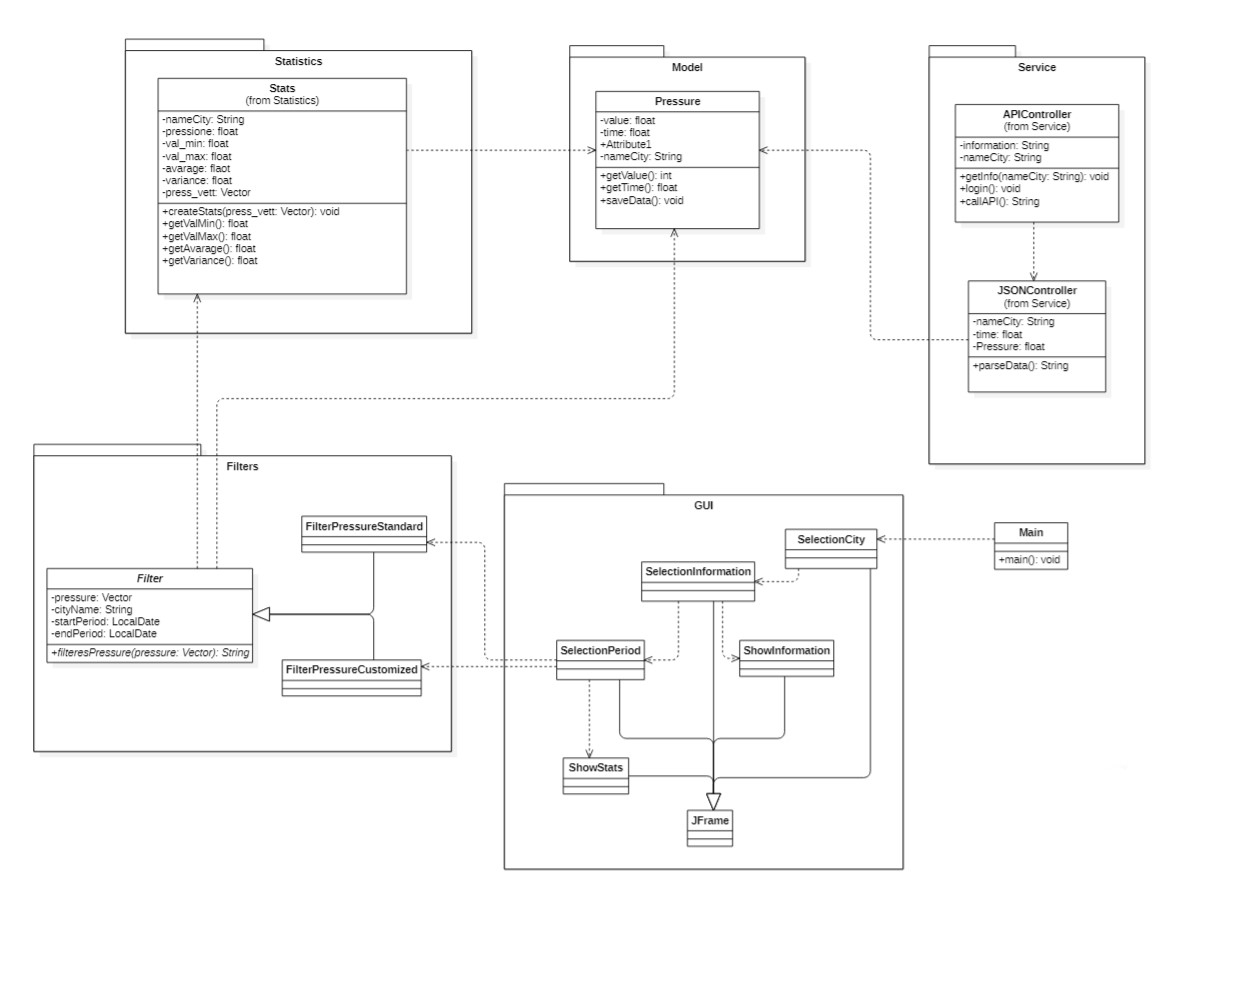 Statistics
Stats
(from Statistics)
-nameCity: String
-pressione: float
-val_min: float
-val_max: float
-avarage: flaot
-variance: float
-press_vett: Vector
+createStats(press_vett: Vector): void
+getValMin(): float
+getValMax(): float
+getAvarage(): float
+getVariance(): float
Model
Pressure
-value: float
-time: float
+Attribute1
-nameCity: String
+getValue(): int
+getTime(): float
+saveData(): void
Service
APIController
(from Service)
-information: String
-nameCity: String
+getInfo(nameCity: String): void
+login(): void
+callAPI(): String
JSONController
(from Service)
-nameCity: String
-time: float
-Pressure: float
+parseData(): String
Filters
FilterPressureStandard
Filter
-pressure: Vector
-cityName: String
-startPeriod: LocalDate
-endPeriod: LocalDate
+filteresPressure(pressure: Vector): String
FilterPressureCustomized
GUI
SelectionCity
SelectionInformation
SelectionPeriod
ShowInformation
ShowStats
JFrame
Main
+main(): void